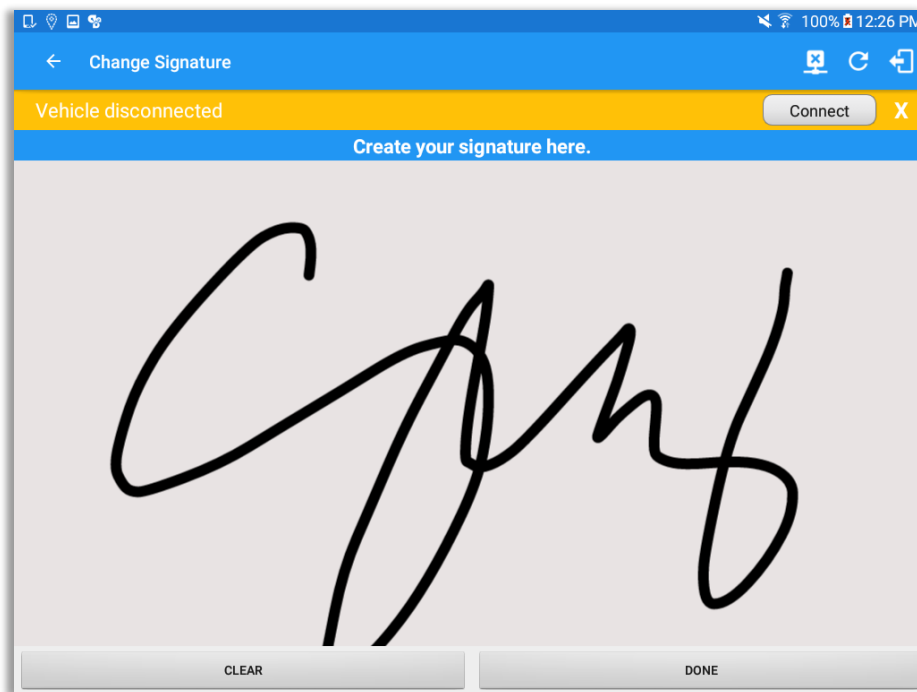 100% 12:26 PM
Change Signature
Vehicle disconnected
Connect X
Create your signature here.
CLEAR
DONE